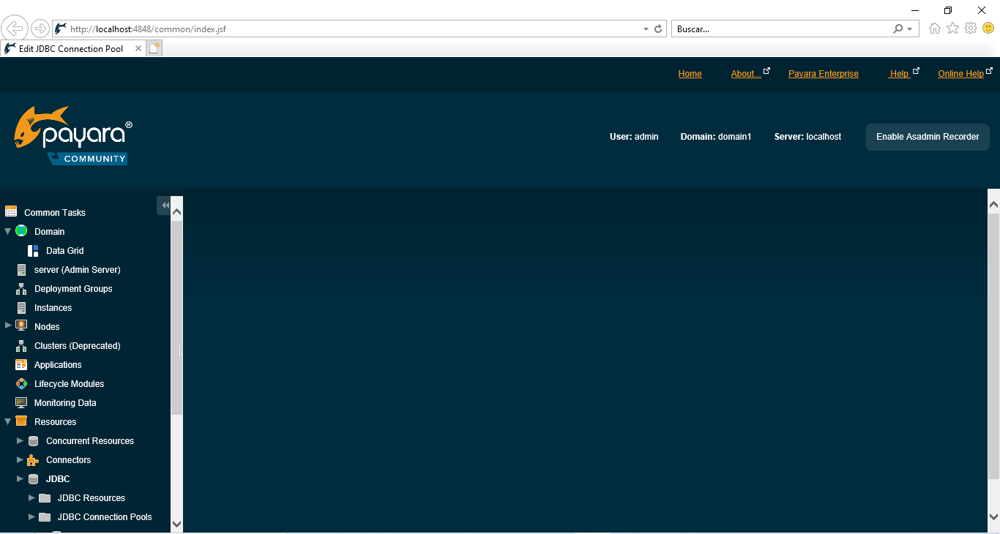 http://localhost:4848/common/index.jsf
Buscar...
Edit JDBC Connection Pool
Home About... Payara Enterprise Help Online Help
payara®
COMMUNITY
User: admin Domain: domain1 Server: localhost Enable Asadmin Recorder
Common Tasks
Domain
Data Grid
server (Admin Server)
Deployment Groups
Instances
Nodes
Clusters (Deprecated)
Applications
Lifecycle Modules
Monitoring Data
Resources
Concurrent Resources
Connectors
JDBC
JDBC Resources
JDBC Connection Pools